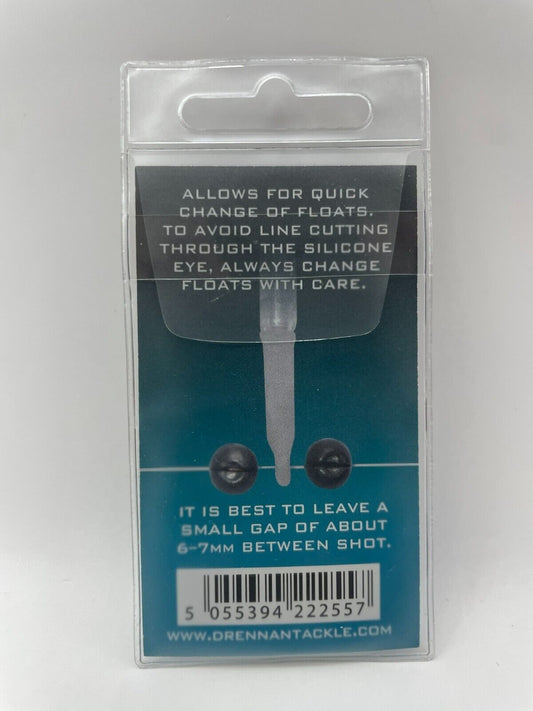 ALLOWS FOR QUICK
CHANGE OF FLOATS.
TO AVOID LINE CUTTING
THROUGH THE SILICONE
EYE, ALWAYS CHANGE
FLOATS WITH CARE.
IT IS BEST TO LEAVE A
SMALL GAP OF ABOUT
6-7MM BETWEEN SHOT.
5 055394 222557
WWW.DRENNANTACKLE.COM